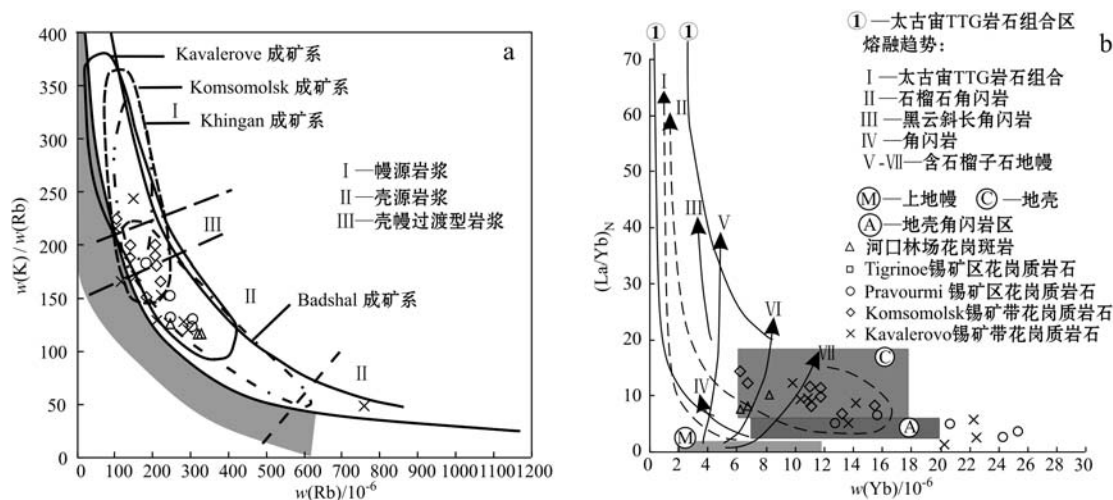 a
400
350
300
250
200
150
100
50
0
w(K)/w(Rb)
0 100 200 300 400 500 600 700 800 900 1000 1100 1200
w(Rb)/10⁻⁶
Kavalerove 成矿系
Komsomolsk 成矿系
Khingan 成矿系
Badshal 成矿系
Ⅰ
Ⅲ
Ⅱ
Ⅱ
Ⅰ—幔源岩浆
Ⅱ—壳源岩浆
Ⅲ—壳幔过渡型岩浆
b
70
60
50
40
30
20
10
0
(La/Yb)N
0 2 4 6 8 10 12 14 16 18 20 22 24 26 28 30
w(Yb)/10⁻⁶
① ①
Ⅰ
Ⅱ
Ⅲ
Ⅴ
Ⅵ
Ⅶ
Ⅳ
Ⓜ
Ⓒ
Ⓐ
①—太古宙TTG岩石组合区
熔融趋势:
Ⅰ—太古宙TTG岩石组合
Ⅱ—石榴石角闪岩
Ⅲ—黑云斜长角闪岩
Ⅳ—角闪岩
Ⅴ-Ⅶ—含石榴子石地幔
Ⓜ—上地幔 Ⓒ—地壳
Ⓐ—地壳角闪岩区
河口林场花岗斑岩
Tigrinoe锡矿区花岗质岩石
Pravourmi 锡矿区花岗质岩石
Komsomolsk锡矿带花岗质岩石
Kavalerovo锡矿带花岗质岩石